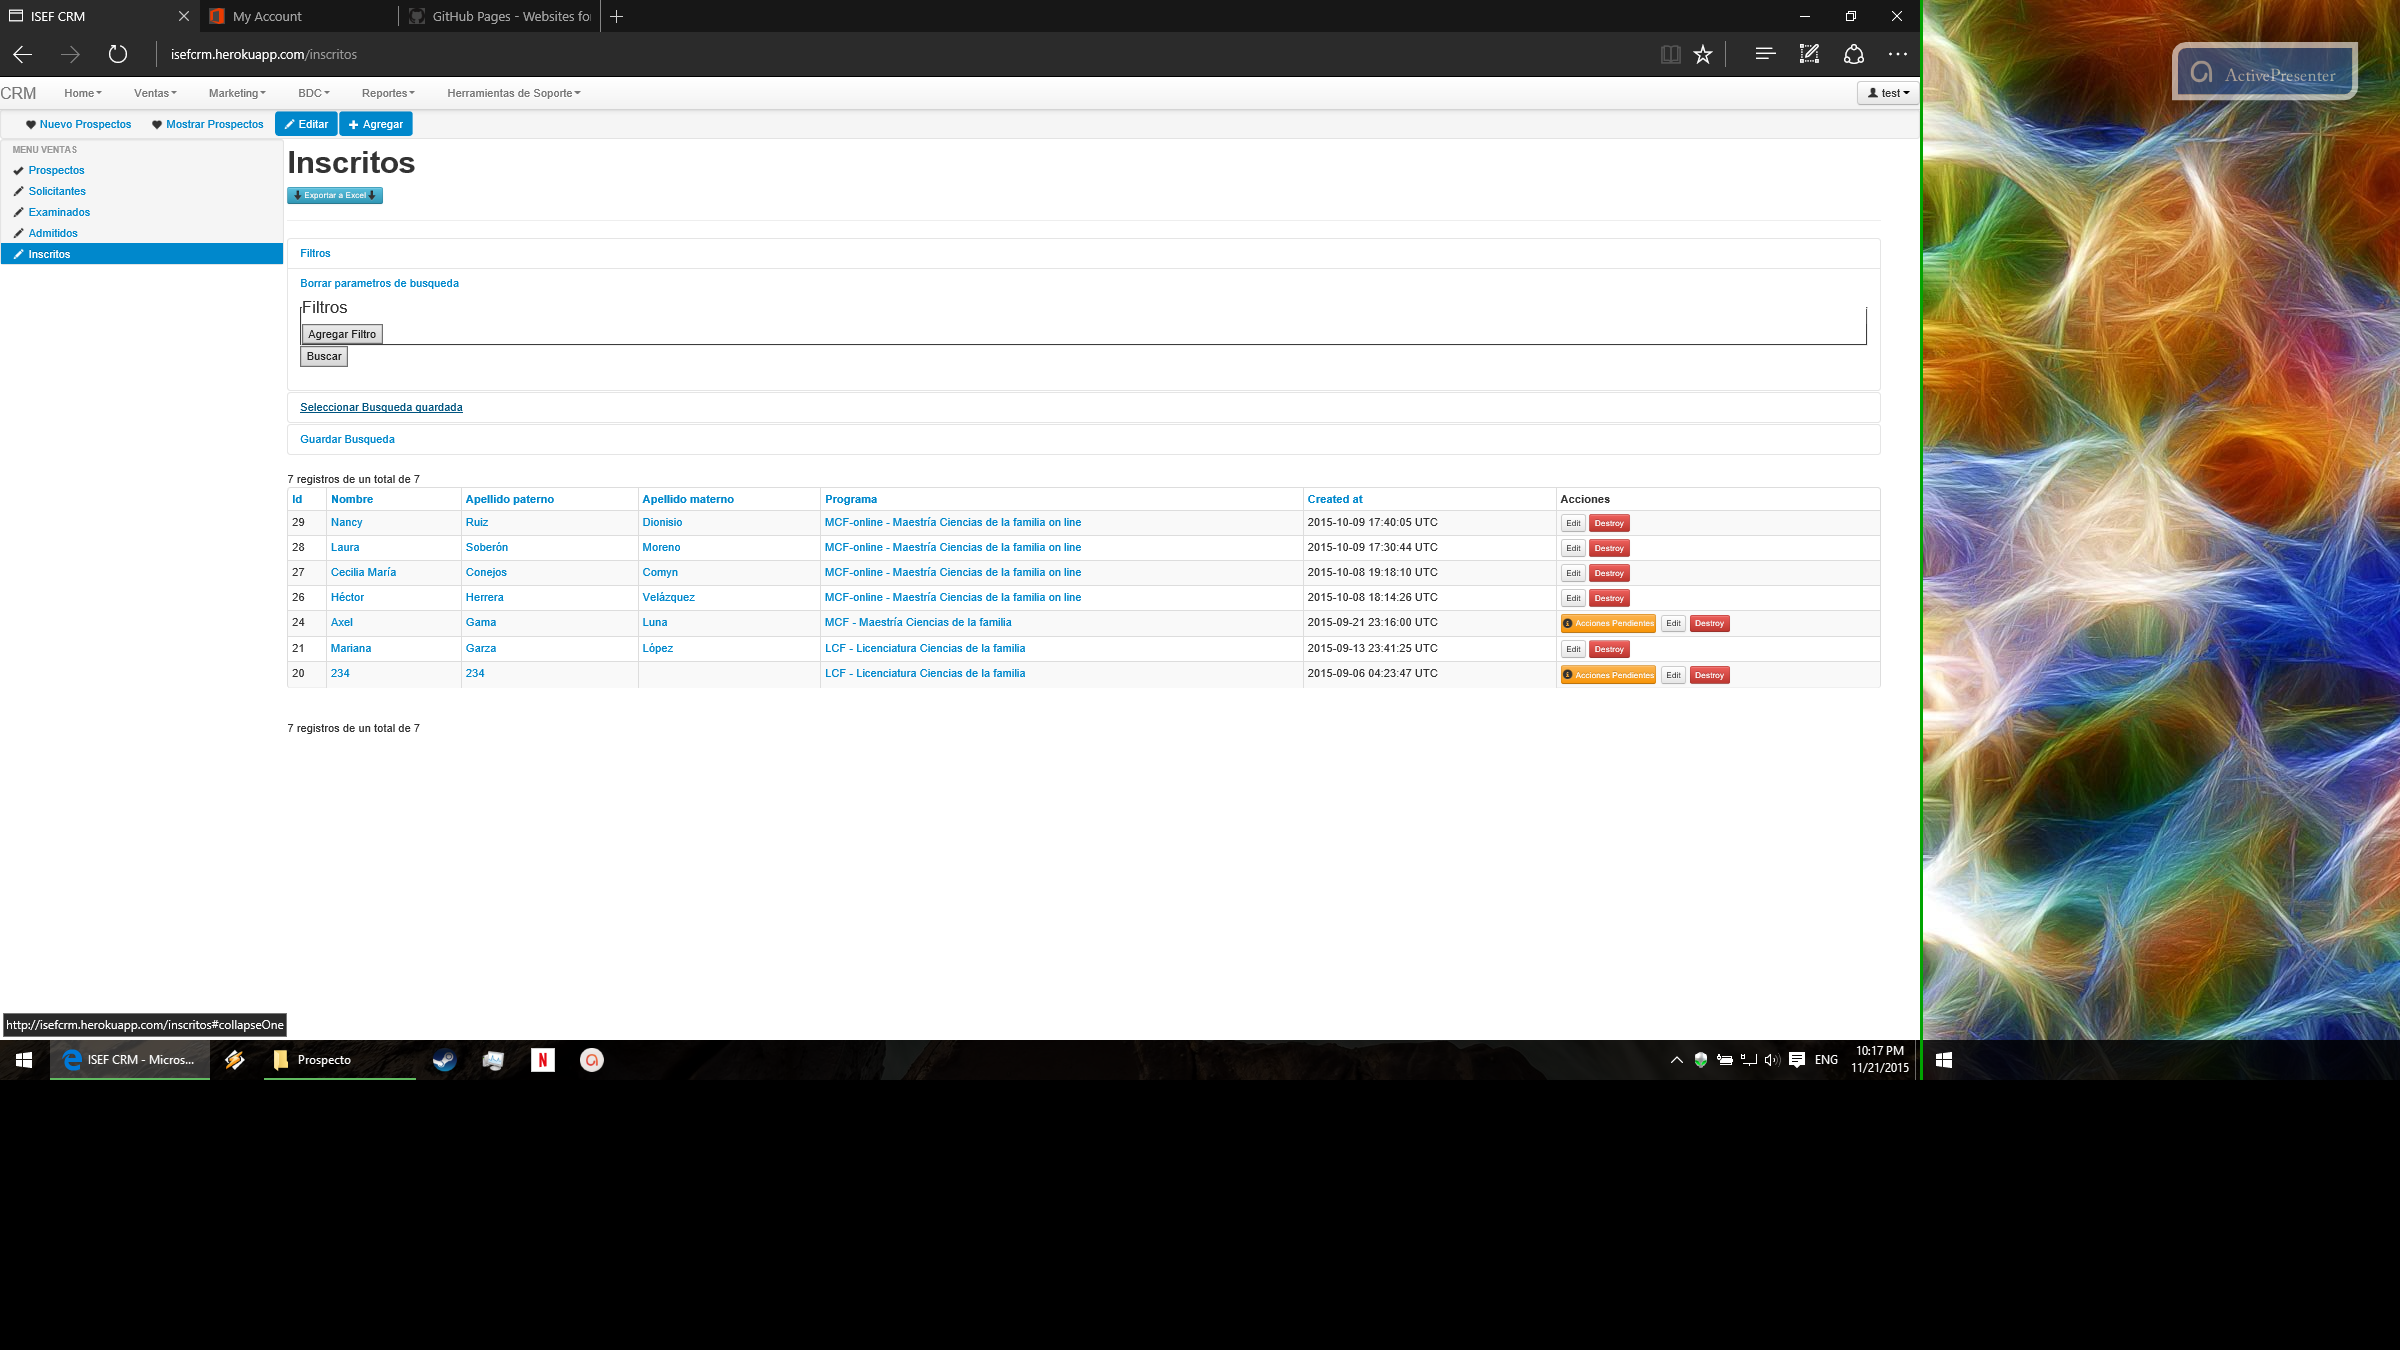 ISEF CRM
My Account
GitHub Pages - Websites fo
isefcrm.herokuapp.com/inscritos
ActivePresenter
CRM Home Ventas Marketing BDC Reportes Herramientas de Soporte test
Nuevo Prospectos Mostrar Prospectos Editar Agregar
MENU VENTAS
Prospectos
Solicitantes
Examinados
Admitidos
Inscritos
Inscritos
Exportar a Excel
Filtros
Borrar parametros de busqueda
Filtros
Agregar Filtro
Buscar
Seleccionar Busqueda guardada
Guardar Busqueda
7 registros de un total de 7
Id Nombre Apellido paterno Apellido materno Programa Created at Acciones
29 Nancy Ruiz Dionisio MCF-online - Maestría Ciencias de la familia on line 2015-10-09 17:40:05 UTC Edit Destroy
28 Laura Soberón Moreno MCF-online - Maestría Ciencias de la familia on line 2015-10-09 17:30:44 UTC Edit Destroy
27 Cecilia María Conejos Comyn MCF-online - Maestría Ciencias de la familia on line 2015-10-08 19:18:10 UTC Edit Destroy
26 Héctor Herrera Velázquez MCF-online - Maestría Ciencias de la familia on line 2015-10-08 18:14:26 UTC Edit Destroy
24 Axel Gama Luna MCF - Maestría Ciencias de la familia 2015-09-21 23:16:00 UTC Acciones Pendientes Edit Destroy
21 Mariana Garza López LCF - Licenciatura Ciencias de la familia 2015-09-13 23:41:25 UTC Edit Destroy
20 234 234 LCF - Licenciatura Ciencias de la familia 2015-09-06 04:23:47 UTC Acciones Pendientes Edit Destroy
7 registros de un total de 7
http://isefcrm.herokuapp.com/inscritos#collapseOne
ISEF CRM - Micros...
Prospecto
N
ENG
10:17 PM
11/21/2015